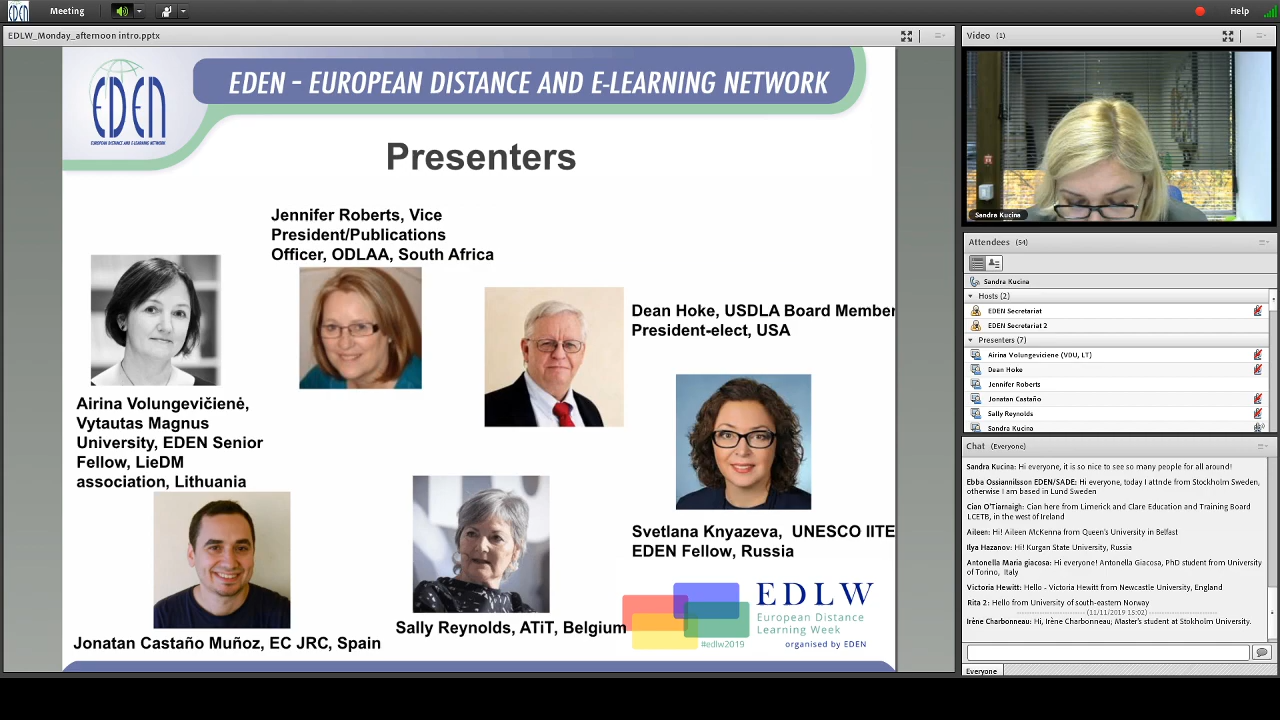 Meeting
Help
EDLW_Monday_afternoon intro.pptx
EDEN
EUROPEAN DISTANCE AND E-LEARNING NETWORK
EDEN – EUROPEAN DISTANCE AND E-LEARNING NETWORK
Presenters
Jennifer Roberts, Vice
President/Publications
Officer, ODLAA, South Africa
Dean Hoke, USDLA Board Member
President-elect, USA
Airina Volungevičienė,
Vytautas Magnus
University, EDEN Senior
Fellow, LieDM
association, Lithuania
Svetlana Knyazeva, UNESCO IITE
EDEN Fellow, Russia
Jonatan Castaño Muñoz, EC JRC, Spain
Sally Reynolds, ATiT, Belgium
EDLW
European Distance
Learning Week
#edlw2019
organised by EDEN
Video (1)
Sandra Kucina
Attendees (54)
Sandra Kucina
Hosts (2)
EDEN Secretariat
EDEN Secretariat 2
Presenters (7)
Airina Volungeviciene (VDU, LT)
Dean Hoke
Jennifer Roberts
Jonatan Castaño
Sally Reynolds
Sandra Kucina
Chat (Everyone)
Sandra Kucina: Hi everyone, it is so nice to see so many people for all around!
Ebba Ossiannilsson EDEN/SADE: Hi everyone, today I attnde from Stockholm Sweden,
otherwise I am based in Lund Sweden
Cian O'Tiarnaigh: Cian here from Limerick and Clare Education and Training Board
LCETB, in the west of Ireland
Aileen: Hi! Aileen McKenna from Queen's University in Belfast
Ilya Hazanov: Hi! Kurgan State University, Russia
Antonella Maria giacosa: Hi everyone! Antonella Giacosa, PhD student from University
of Torino, Italy
Victoria Hewitt: Hello - Victoria Hewitt from Newcastle University, England
Rita 2: Hello from University of south-eastern Norway
(11/11/2019 15:02)
Irène Charbonneau: Hi, Irène Charbonneau; Master's student at Stokholm University.
Everyone